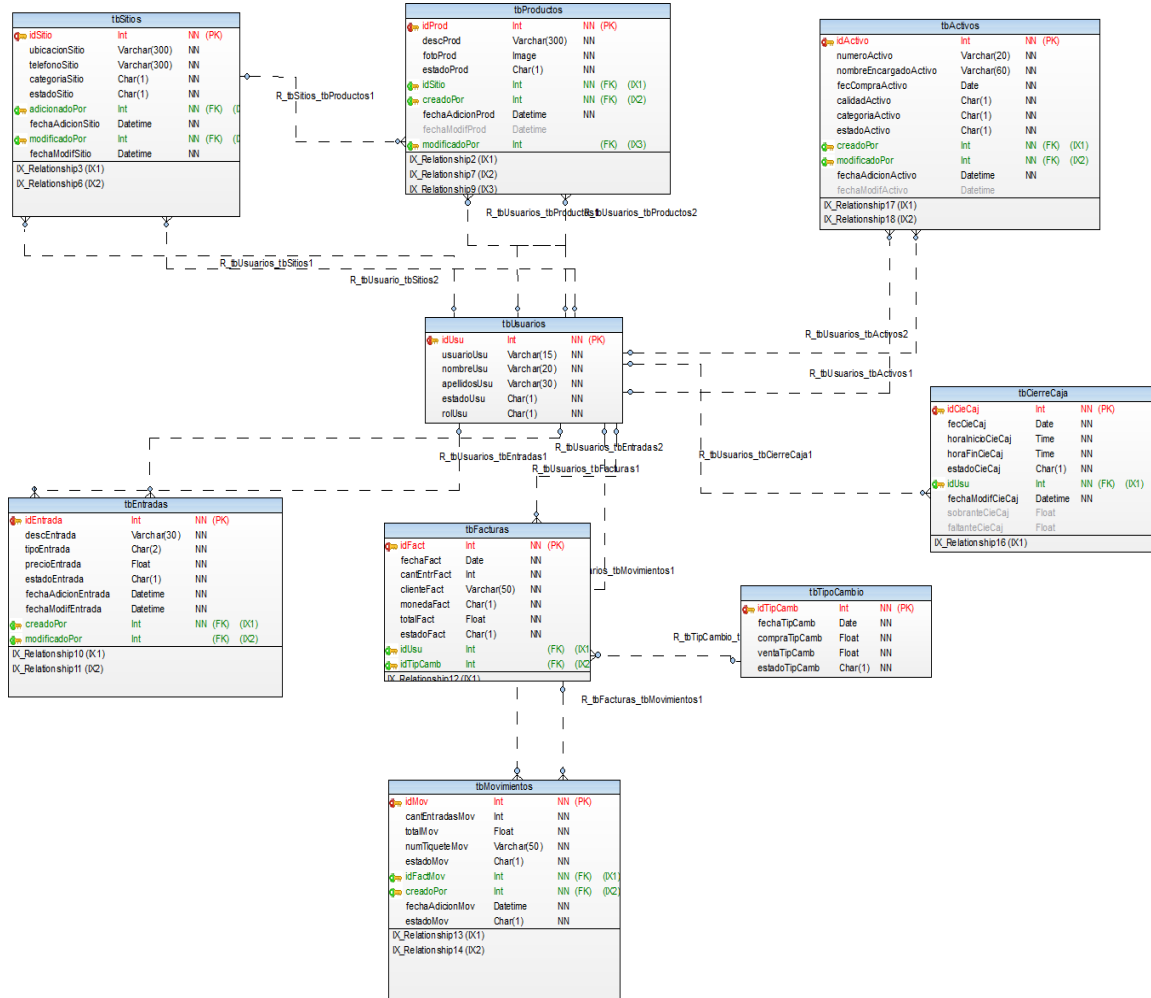 tbSitios
idSitio Int NN (PK)
ubicacionSitio Varchar(300) NN
telefonoSitio Varchar(300) NN
categoriaSitio Char(1) NN
estadoSitio Char(1) NN
adicionadoPor Int NN (FK)
fechaAdicionSitio Datetime NN
modificadoPor Int NN (FK)
fechaModifSitio Datetime NN
IX_Relationship3 (IX1)
IX_Relationship6 (IX2)
R_tbSitios_tbProductos1
tbProductos
idProd Int NN (PK)
descProd Varchar(300) NN
fotoProd Image NN
estadoProd Char(1) NN
idSitio Int NN (FK) (IX1)
creadoPor Int NN (FK) (IX2)
fechaAdicionProd Datetime NN
fechaModifProd Datetime
modificadoPor Int (FK) (IX3)
IX_Relationship2 (IX1)
IX_Relationship7 (IX2)
IX_Relationship9 (IX3)
tbActivos
idActivo Int NN (PK)
numeroActivo Varchar(20) NN
nombreEncargadoActivo Varchar(60) NN
fecCompraActivo Date NN
calidadActivo Char(1) NN
categoriaActivo Char(1) NN
estadoActivo Char(1) NN
creadoPor Int NN (FK) (IX1)
modificadoPor Int NN (FK) (IX2)
fechaAdicionActivo Datetime NN
fechaModifActivo Datetime
IX_Relationship17 (IX1)
IX_Relationship18 (IX2)
R_tbUsuarios_tbProductos1
R_tbUsuarios_tbProductos2
R_tbUsuario_tbSitios1
R_tbUsuario_tbSitios2
R_tbUsuarios_tbActivos2
R_tbUsuarios_tbActivos1
tbUsuarios
idUsu Int NN (PK)
usuarioUsu Varchar(15) NN
nombreUsu Varchar(20) NN
apellidosUsu Varchar(30) NN
estadoUsu Char(1) NN
rolUsu Char(1) NN
tbCierreCaja
idCieCaj Int NN (PK)
fecCieCaj Date NN
horaInicioCieCaj Time NN
horaFinCieCaj Time NN
estadoCieCaj Char(1) NN
idUsu Int NN (FK) (IX1)
fechaModifCieCaj Datetime NN
sobranteCieCaj Float
faltanteCieCaj Float
IX_Relationship16 (IX1)
R_tbUsuarios_tbEntradas2
R_tbUsuarios_tbEntradas1
R_tbUsuarios_tbFacturas1
R_tbUsuarios_tbCierreCaja1
tbEntradas
idEntrada Int NN (PK)
descEntrada Varchar(30) NN
tipoEntrada Char(2) NN
precioEntrada Float NN
estadoEntrada Char(1) NN
fechaAdicionEntrada Datetime NN
fechaModifEntrada Datetime NN
creadoPor Int NN (FK) (IX1)
modificadoPor Int (FK) (IX2)
IX_Relationship10 (IX1)
IX_Relationship11 (IX2)
tbFacturas
idFact Int NN (PK)
fechaFact Date NN
cantEntrFact Int NN
clienteFact Varchar(50) NN
monedaFact Char(1) NN
totalFact Float NN
estadoFact Char(1) NN
idUsu Int (FK) (IX1
idTipCamb Int (FK) (IX2
IX_Relationship12 (IX1)
arios_tbMovimientos1
tbTipoCambio
idTipCamb Int NN (PK)
fechaTipCamb Date NN
compraTipCamb Float NN
ventaTipCamb Float NN
estadoTipCamb Char(1) NN
R_tbTipCambio_t
R_tbFacturas_tbMovimientos1
tbMovimientos
idMov Int NN (PK)
cantEntradasMov Int NN
totalMov Float NN
numTiqueteMov Varchar(50) NN
estadoMov Char(1) NN
idFactMov Int NN (FK) (IX1)
creadoPor Int NN (FK) (IX2)
fechaAdicionMov Datetime NN
estadoMov Char(1) NN
IX_Relationship13 (IX1)
IX_Relationship14 (IX2)